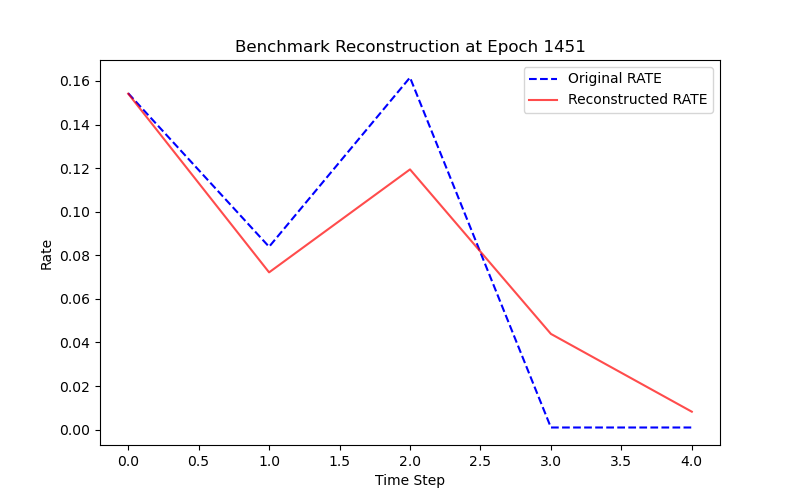 Benchmark Reconstruction at Epoch 1451
Original RATE
Reconstructed RATE
Rate
0.16
0.14
0.12
0.10
0.08
0.06
0.04
0.02
0.00
0.0 0.5 1.0 1.5 2.0 2.5 3.0 3.5 4.0
Time Step